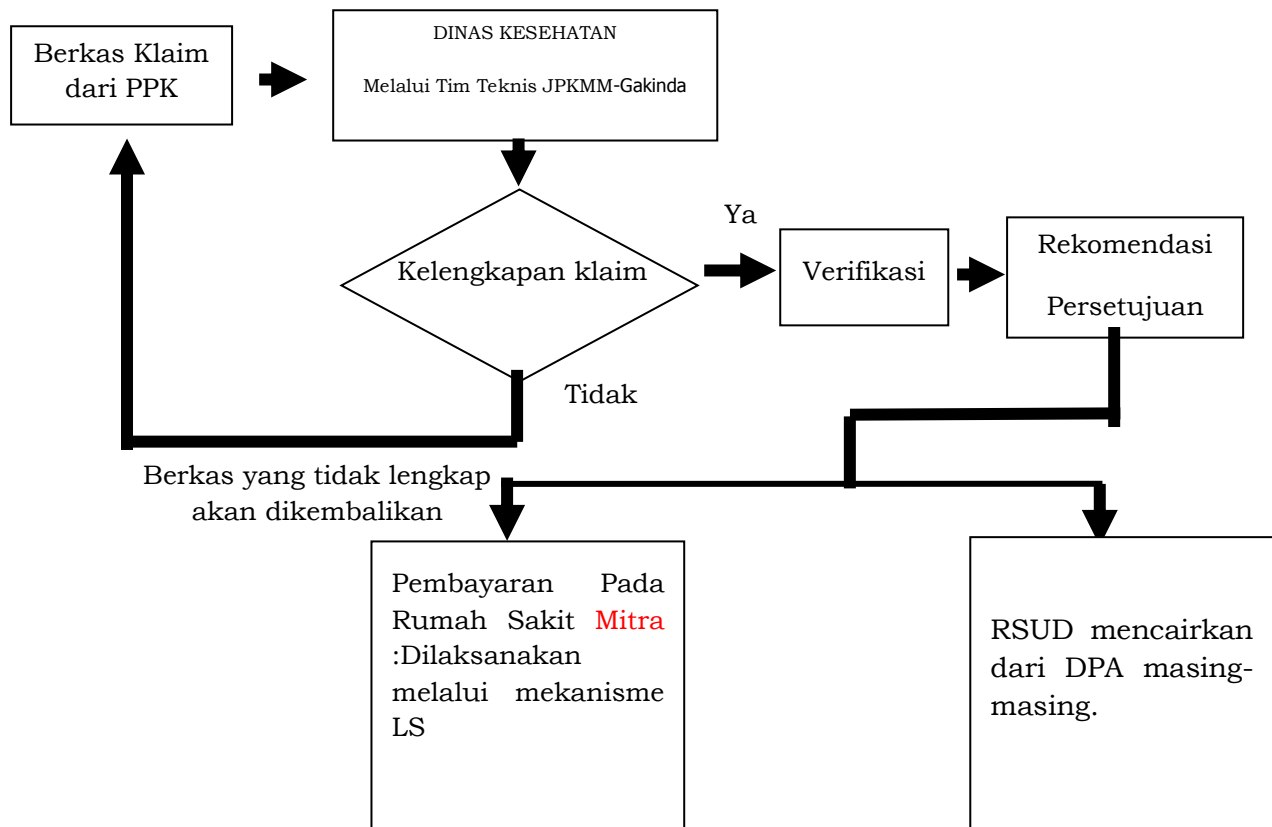 Berkas Klaim
dari PPK
DINAS KESEHATAN
Melalui Tim Teknis JPKMM-Gakinda
Kelengkapan klaim
Ya
Verifikasi
Rekomendasi
Persetujuan
Tidak
Berkas yang tidak lengkap
akan dikembalikan
Pembayaran Pada
Rumah Sakit Mitra
:Dilaksanakan
melalui mekanisme
LS
RSUD mencairkan
dari DPA masing-
masing.